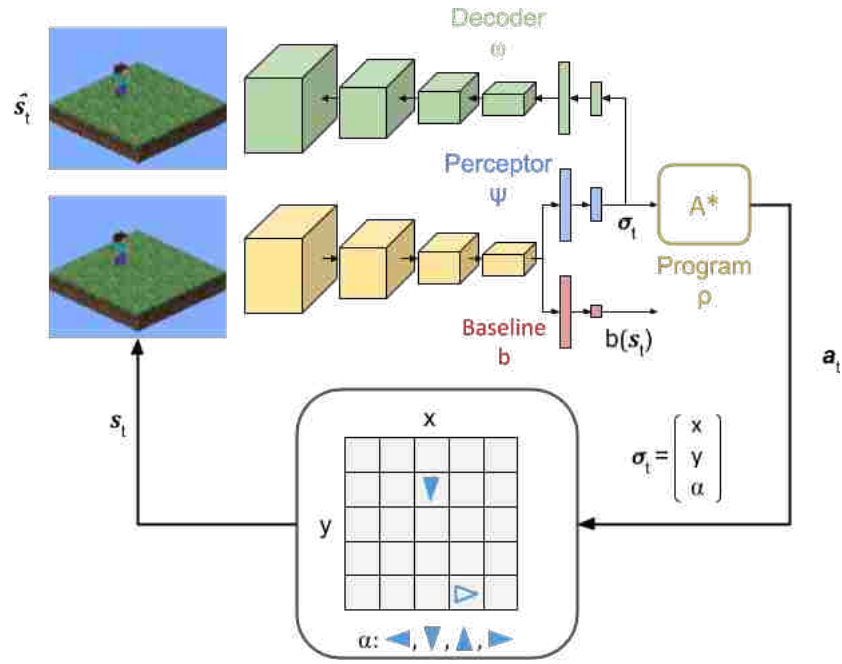 Decoder
ω
ŝt
Perceptor
ψ
A*
σt
Program
ρ
Baseline
b
b(st)
at
st
x
σt = ( x y α )
y
α: , , ,